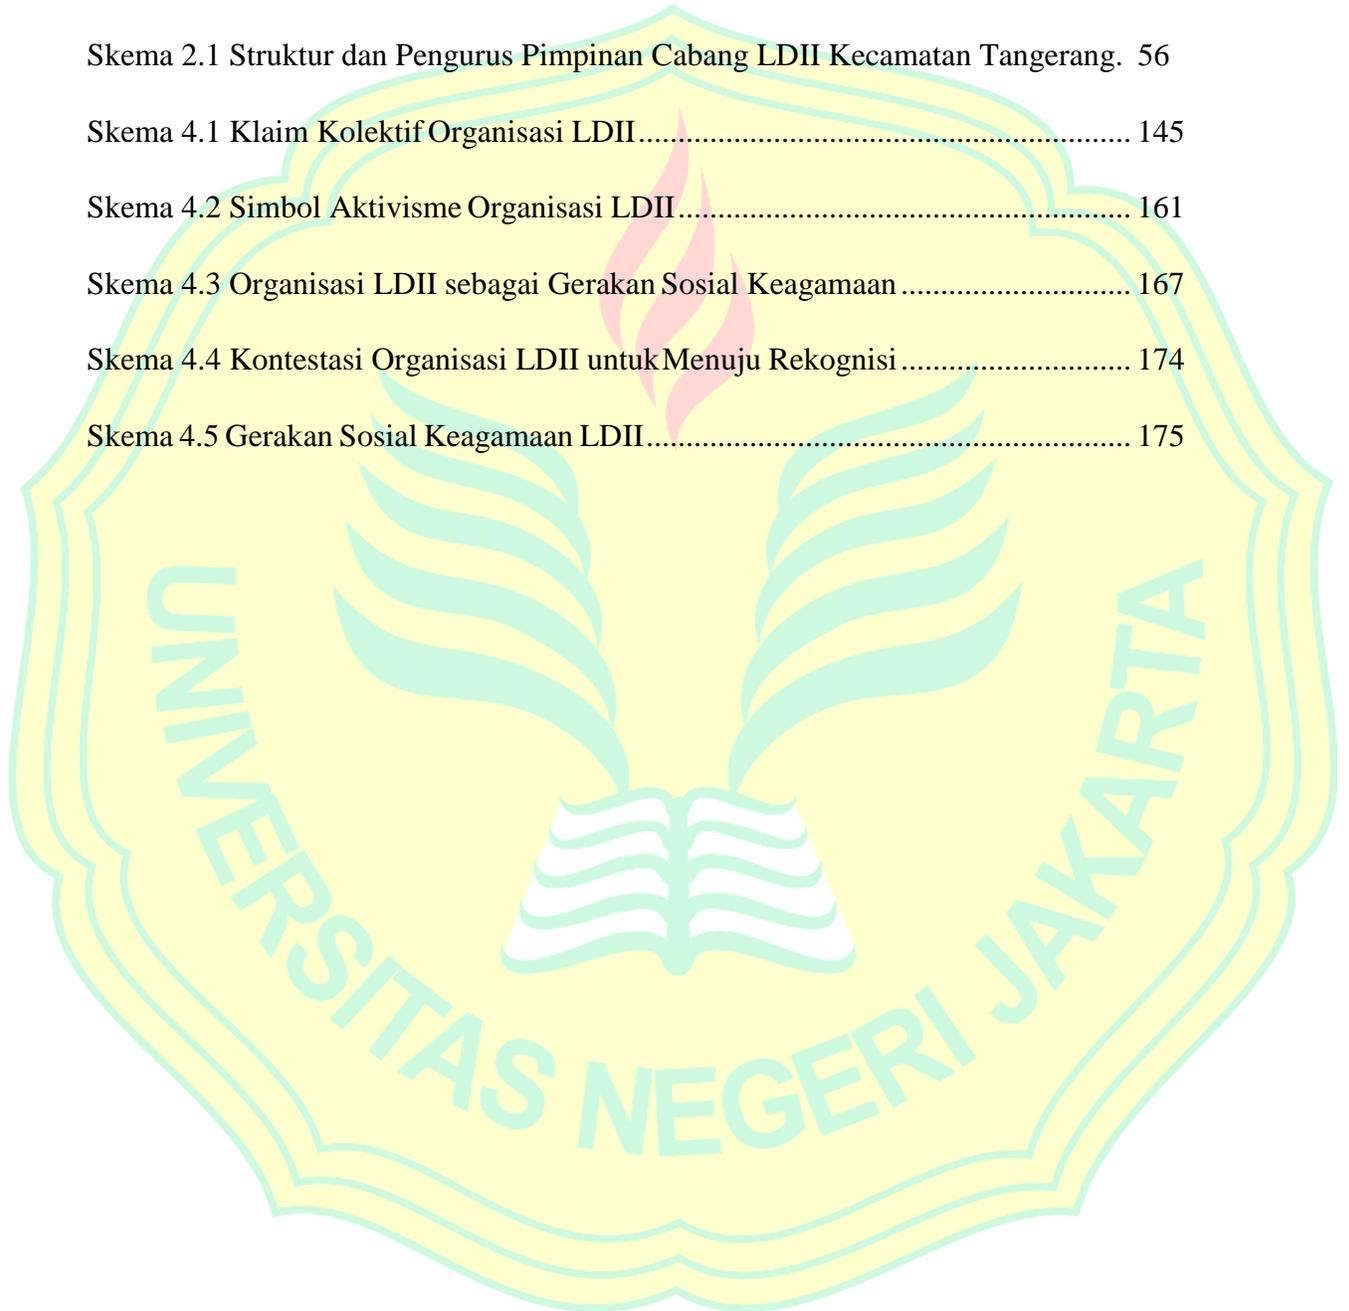 Skema 2.1 Struktur dan Pengurus Pimpinan Cabang LDII Kecamatan Tangerang. 56
Skema 4.1 Klaim Kolektif Organisasi LDII............................................................ 145
Skema 4.2 Simbol Aktivisme Organisasi LDII....................................................... 161
Skema 4.3 Organisasi LDII sebagai Gerakan Sosial Keagamaan ............................ 167
Skema 4.4 Kontestasi Organisasi LDII untuk Menuju Rekognisi ............................ 174
Skema 4.5 Gerakan Sosial Keagamaan LDII........................................................... 175
UNIVERSITAS NEGERI JAKARTA